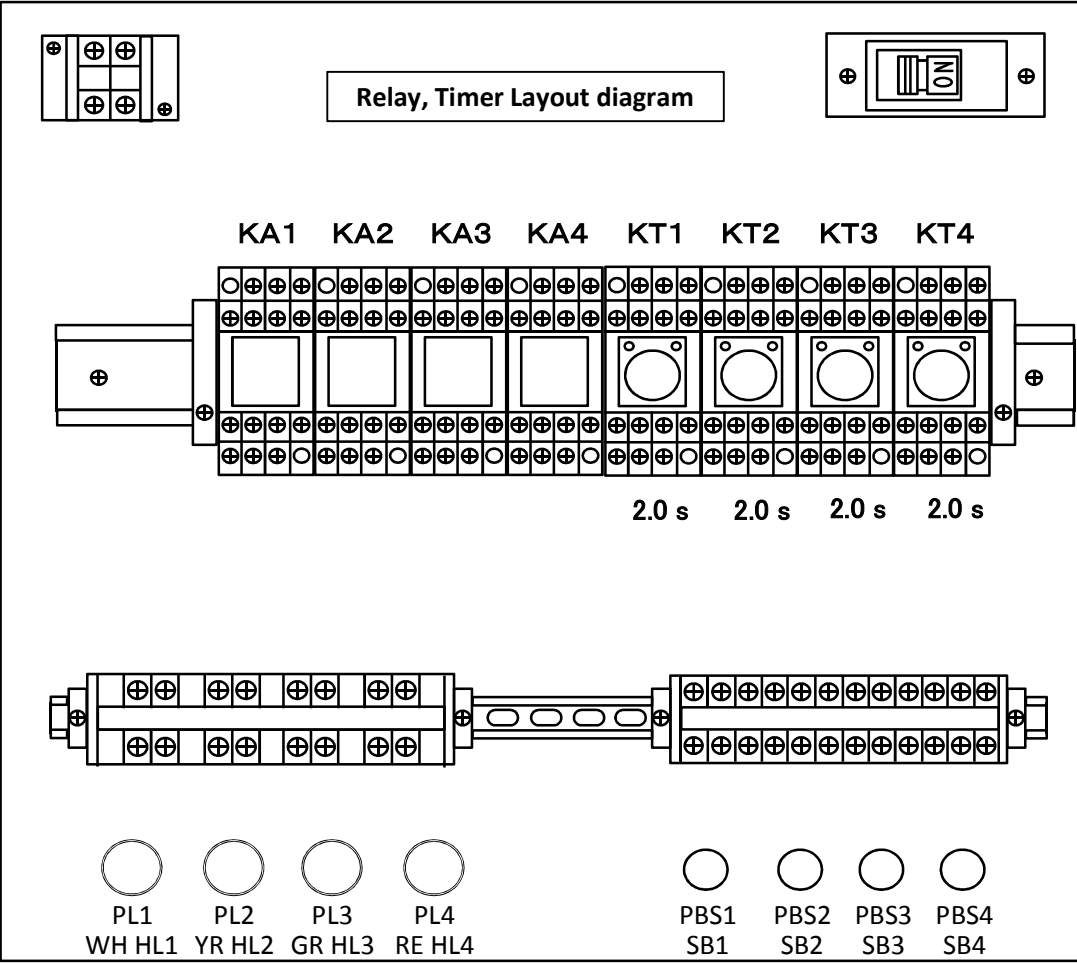 Relay, Timer Layout diagram
ON
KA1 KA2 KA3 KA4 KT1 KT2 KT3 KT4
2.0 s 2.0 s 2.0 s 2.0 s
PL1 PL2 PL3 PL4 PBS1 PBS2 PBS3 PBS4
WH HL1 YR HL2 GR HL3 RE HL4 SB1 SB2 SB3 SB4